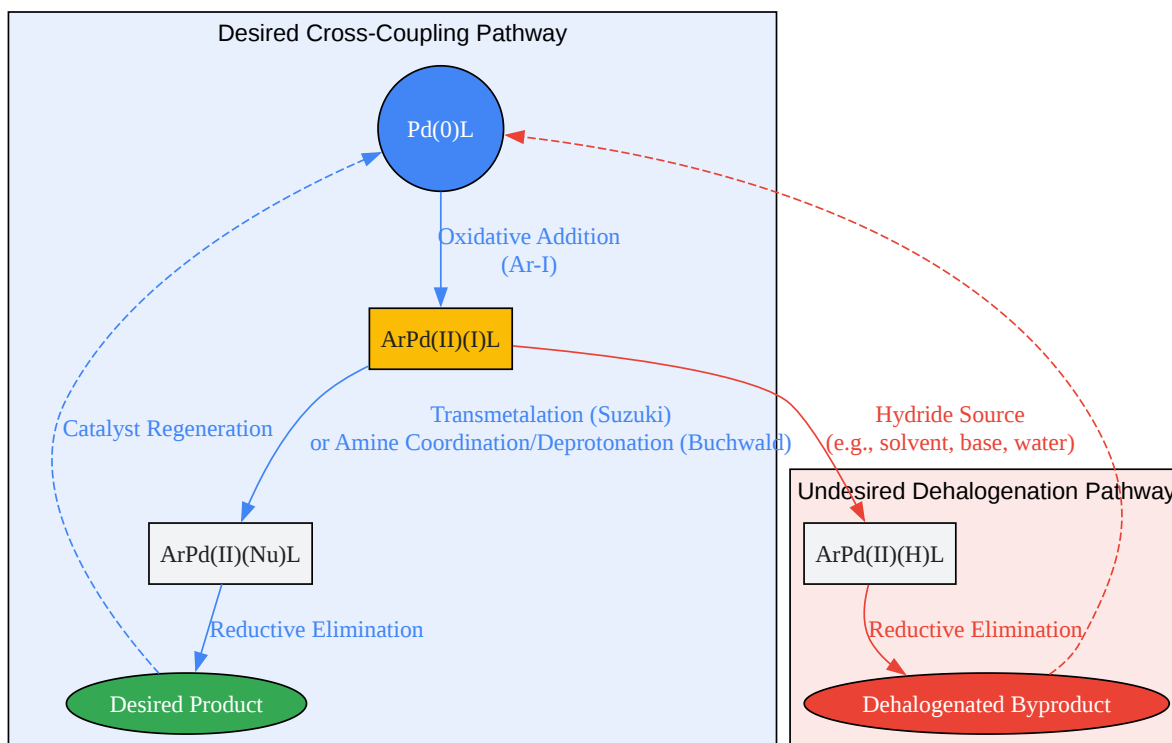 Desired Cross-Coupling Pathway
Pd(0)L
Oxidative Addition
(Ar-I)
ArPd(II)(I)L
Catalyst Regeneration
Transmetalation (Suzuki)
or Amine Coordination/Deprotonation (Buchwald)
Hydride Source
(e.g., solvent, base, water)
Undesired Dehalogenation Pathway
ArPd(II)(Nu)L
ArPd(II)(H)L
Reductive Elimination
Reductive Elimination
Desired Product
Dehalogenated Byproduct